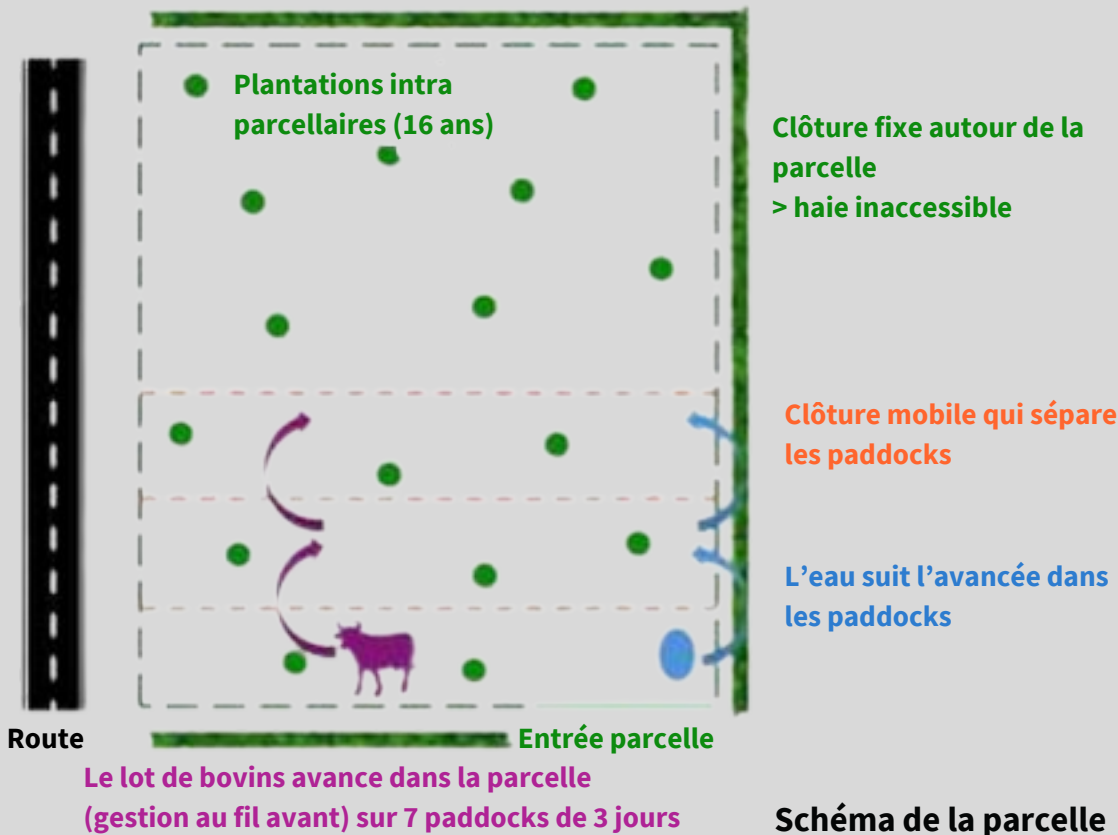 Plantations intra
parcellaires (16 ans)
Clôture fixe autour de la
parcelle
> haie inaccessible
Clôture mobile qui sépare
les paddocks
L’eau suit l’avancée dans
les paddocks
Route
Entrée parcelle
Le lot de bovins avance dans la parcelle
(gestion au fil avant) sur 7 paddocks de 3 jours
Schéma de la parcelle